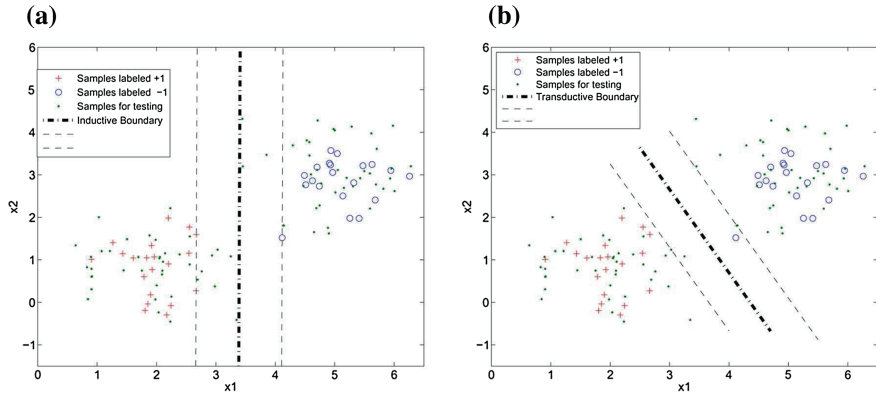 (a)
6
5
4
3
2
1
0
−1
x2
Samples labeled +1
Samples labeled −1
Samples for testing
Inductive Boundary
0 1 2 3 4 5 6
x1
(b)
6
5
4
3
2
1
0
−1
x2
Samples labeled +1
Samples labeled −1
Samples for testing
Transductive Boundary
0 1 2 3 4 5 6
x1